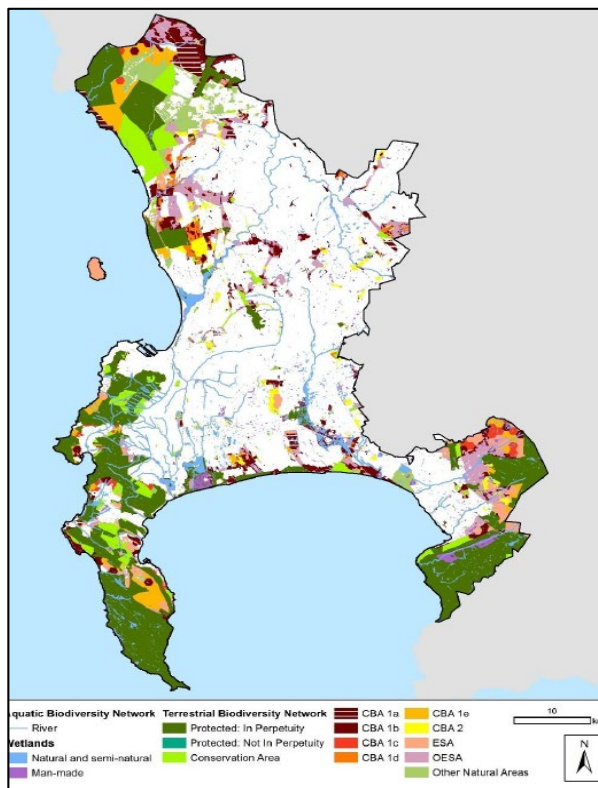 Aquatic Biodiversity Network
River
Wetlands
Natural and semi-natural
Man-made
Terrestrial Biodiversity Network
Protected: In Perpetuity
Protected: Not In Perpetuity
Conservation Area
CBA 1a
CBA 1b
CBA 1c
CBA 1d
CBA 1e
CBA 2
ESA
OESA
Other Natural Areas
10
N